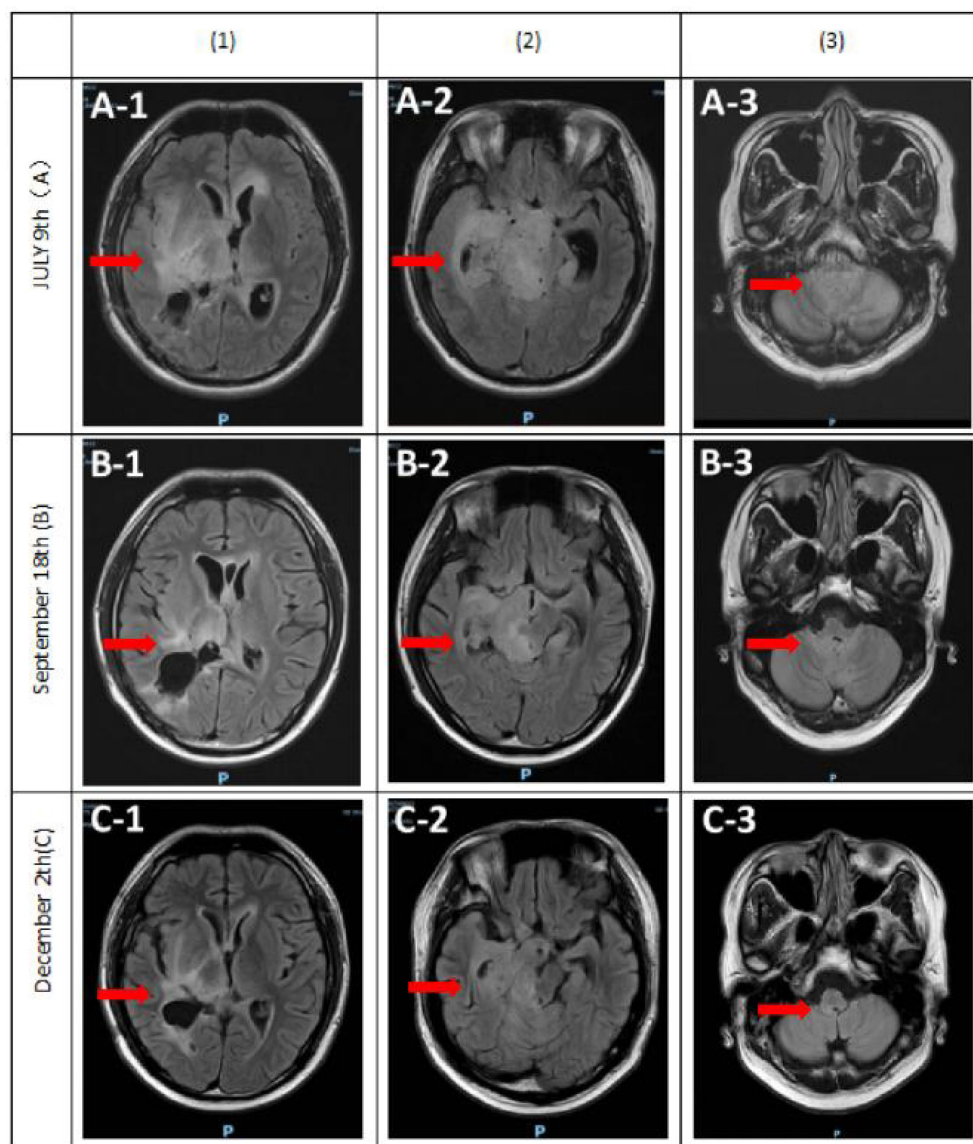 (1) (2) (3)
JULY 9th （A）
A-1 A-2 A-3
P P P
September 18th (B)
B-1 B-2 B-3
P P P
December 2th(C)
C-1 C-2 C-3
P P P